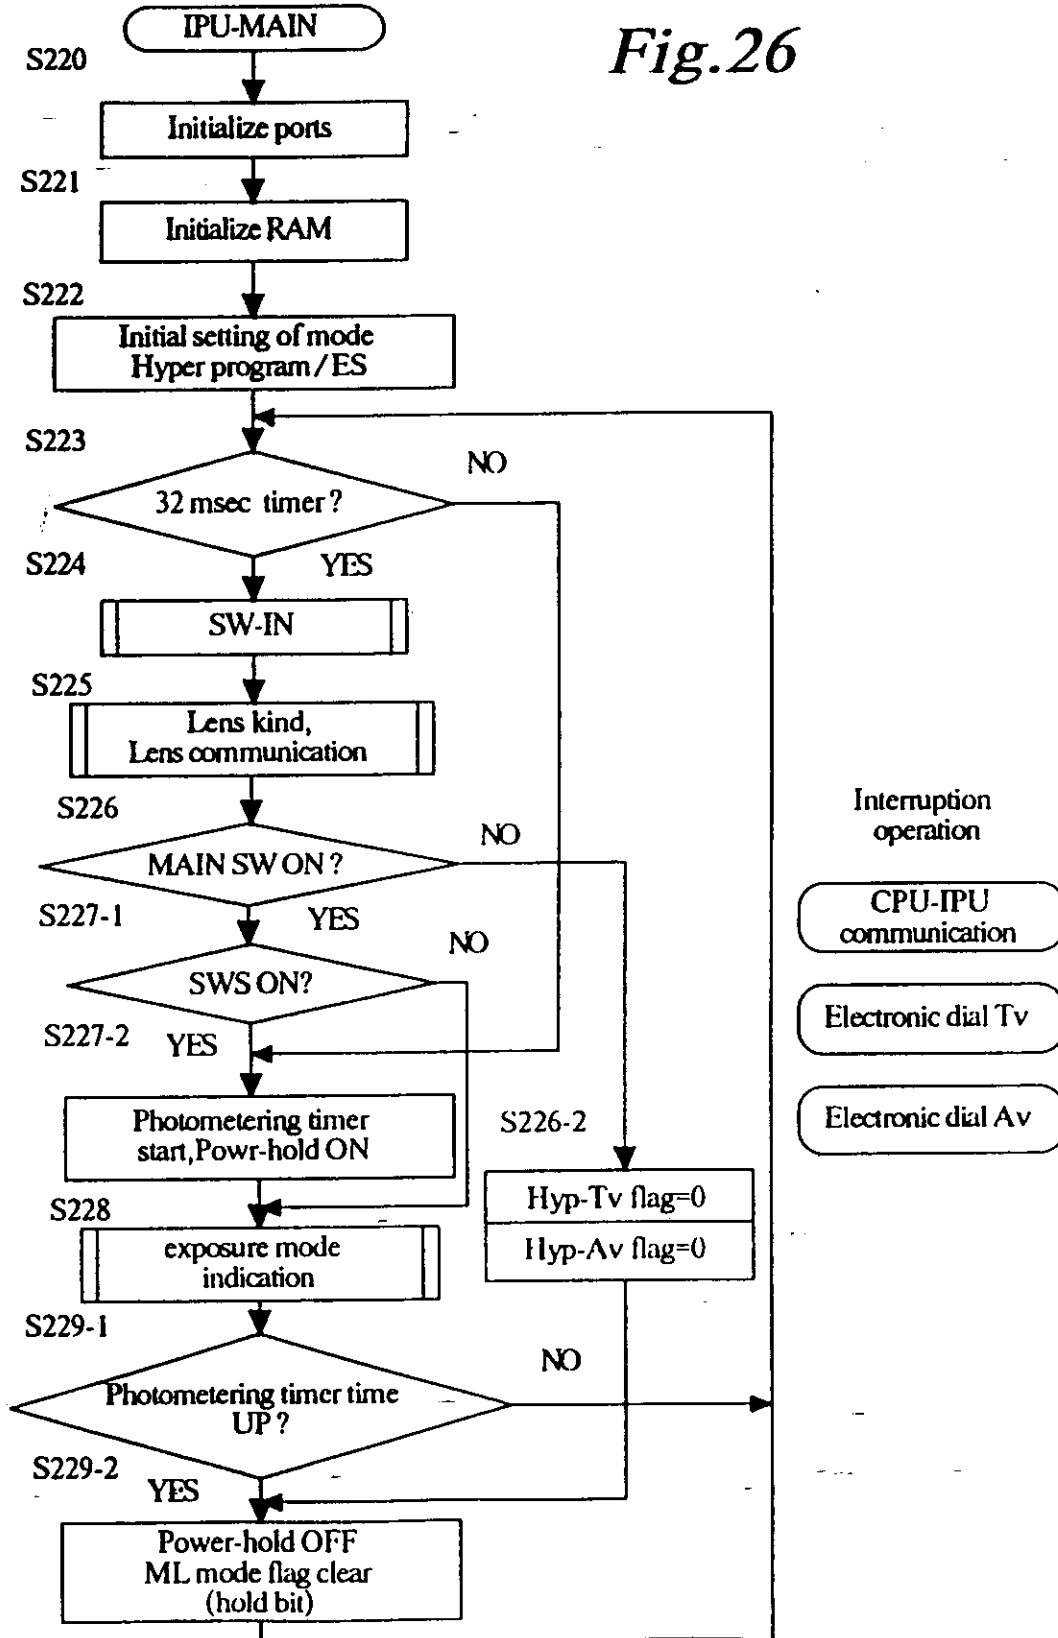 IPU-MAIN
Fig.26
S220
Initialize ports
S221
Initialize RAM
S222
Initial setting of mode
Hyper program / ES
S223
NO
32 msec timer?
S224
YES
SW-IN
S225
Lens kind,
Lens communication
S226
NO
MAIN SW ON?
S227-1
YES
NO
SWS ON?
S227-2
YES
Photometering timer
start,Powr-hold ON
S226-2
Hyp-Tv flag=0
Hyp-Av flag=0
S228
exposure mode
indication
S229-1
NO
Photometering timer time
UP?
S229-2
YES
Power-hold OFF
ML mode flag clear
(hold bit)
Interruption
operation
CPU-IPU
communication
Electronic dial Tv
Electronic dial Av